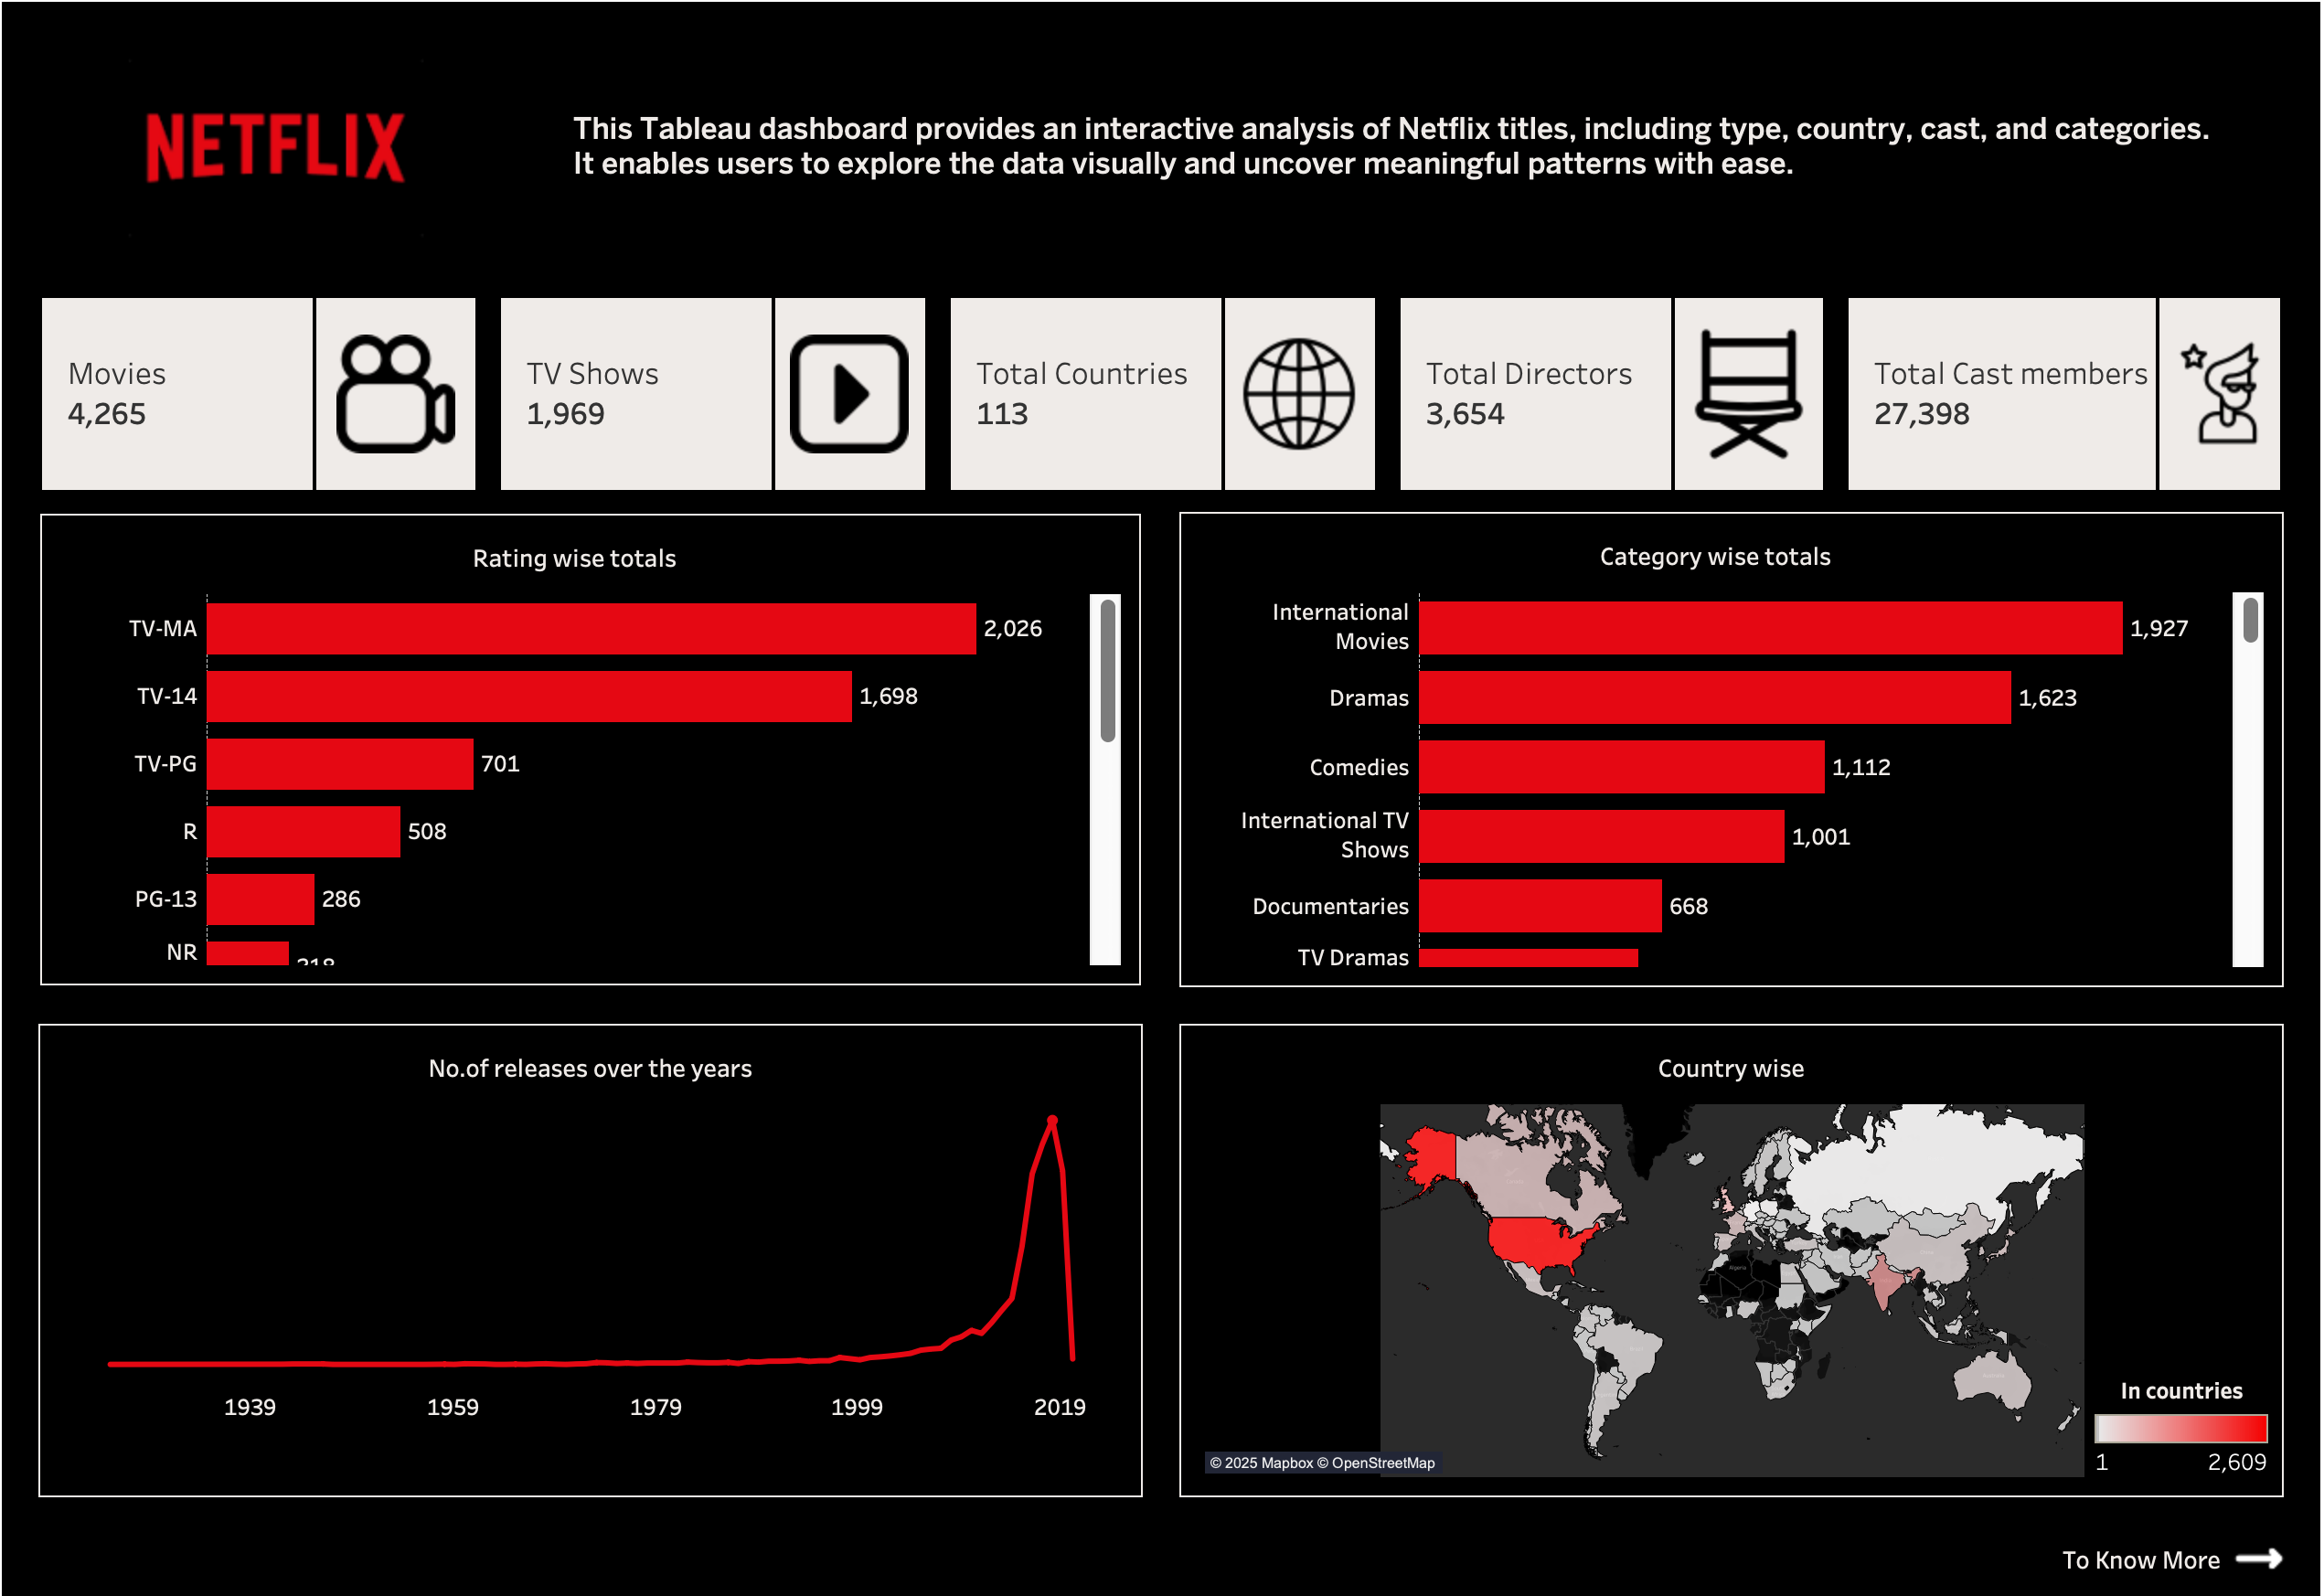 NETFLIX
This Tableau dashboard provides an interactive analysis of Netflix titles, including type, country, cast, and categories.
It enables users to explore the data visually and uncover meaningful patterns with ease.
Movies
4,265
TV Shows
1,969
Total Countries
113
Total Directors
3,654
Total Cast members
27,398
Rating wise totals
TV-MA
2,026
TV-14
1,698
TV-PG
701
R
508
PG-13
286
NR
Category wise totals
International
Movies
1,927
Dramas
1,623
Comedies
1,112
International TV
Shows
1,001
Documentaries
668
TV Dramas
No.of releases over the years
1939
1959
1979
1999
2019
Country wise
In countries
1
2,609
© 2025 Mapbox © OpenStreetMap
To Know More